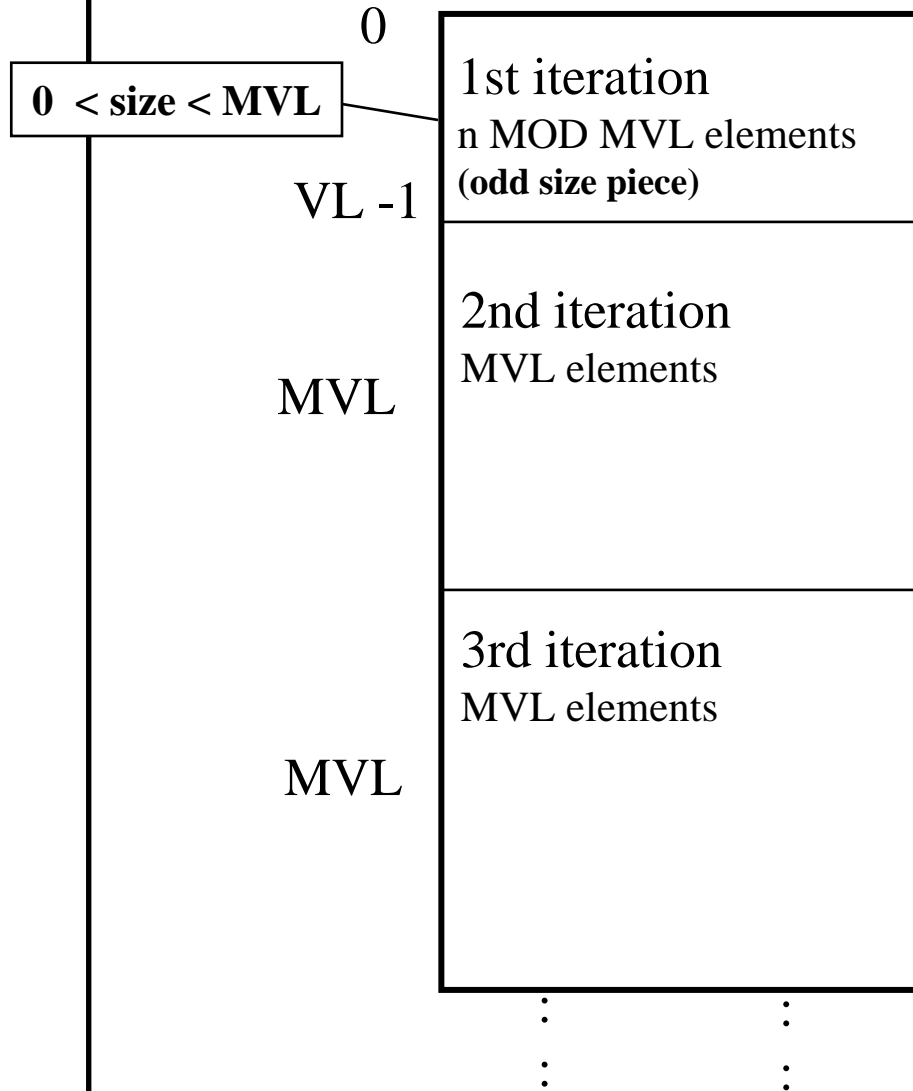 0
0 < size < MVL
1st iteration
n MOD MVL elements
(odd size piece)
VL -1
2nd iteration
MVL elements
MVL
3rd iteration
MVL elements
MVL